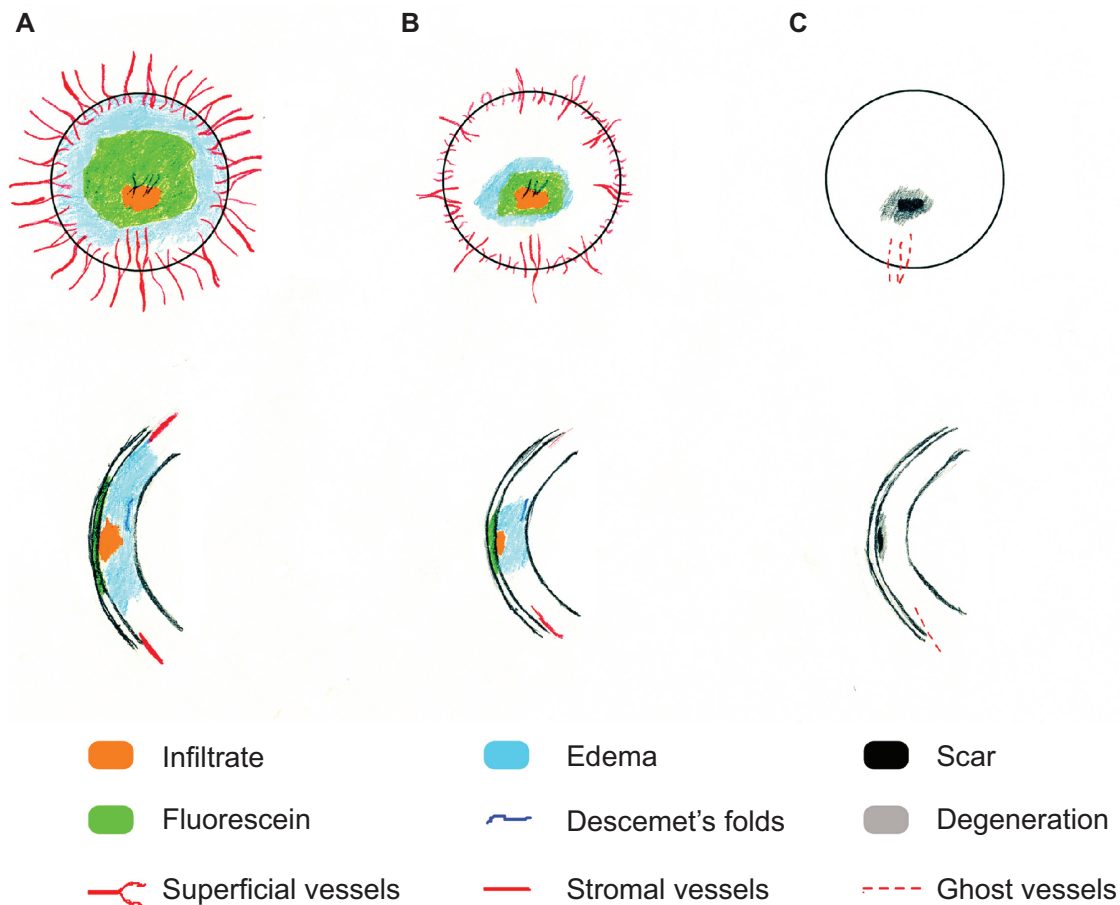 A
B
C
Infiltrate
Edema
Scar
Fluorescein
Descemet's folds
Degeneration
Superficial vessels
Stromal vessels
Ghost vessels